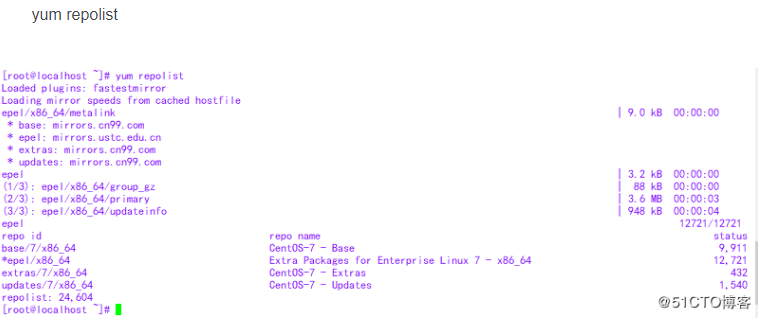 yum repolist
[root@localhost ~]# yum repolist
Loaded plugins: fastestmirror
Loading mirror speeds from cached hostfile
epel/x86_64/metalink | 9.0 kB 00:00:00
* base: mirrors.cn99.com
* epel: mirrors.ustc.edu.cn
* extras: mirrors.cn99.com
* updates: mirrors.cn99.com
epel | 3.2 kB 00:00:00
(1/3): epel/x86_64/group_gz | 88 kB 00:00:00
(2/3): epel/x86_64/primary | 3.6 MB 00:00:03
(3/3): epel/x86_64/updateinfo | 948 kB 00:00:04
epel 12721/12721
repo id repo name status
base/7/x86_64 CentOS-7 - Base 9,911
*epel/x86_64 Extra Packages for Enterprise Linux 7 - x86_64 12,721
extras/7/x86_64 CentOS-7 - Extras 432
updates/7/x86_64 CentOS-7 - Updates 1,540
repolist: 24,604
[root@localhost ~]#
@51CTO博客